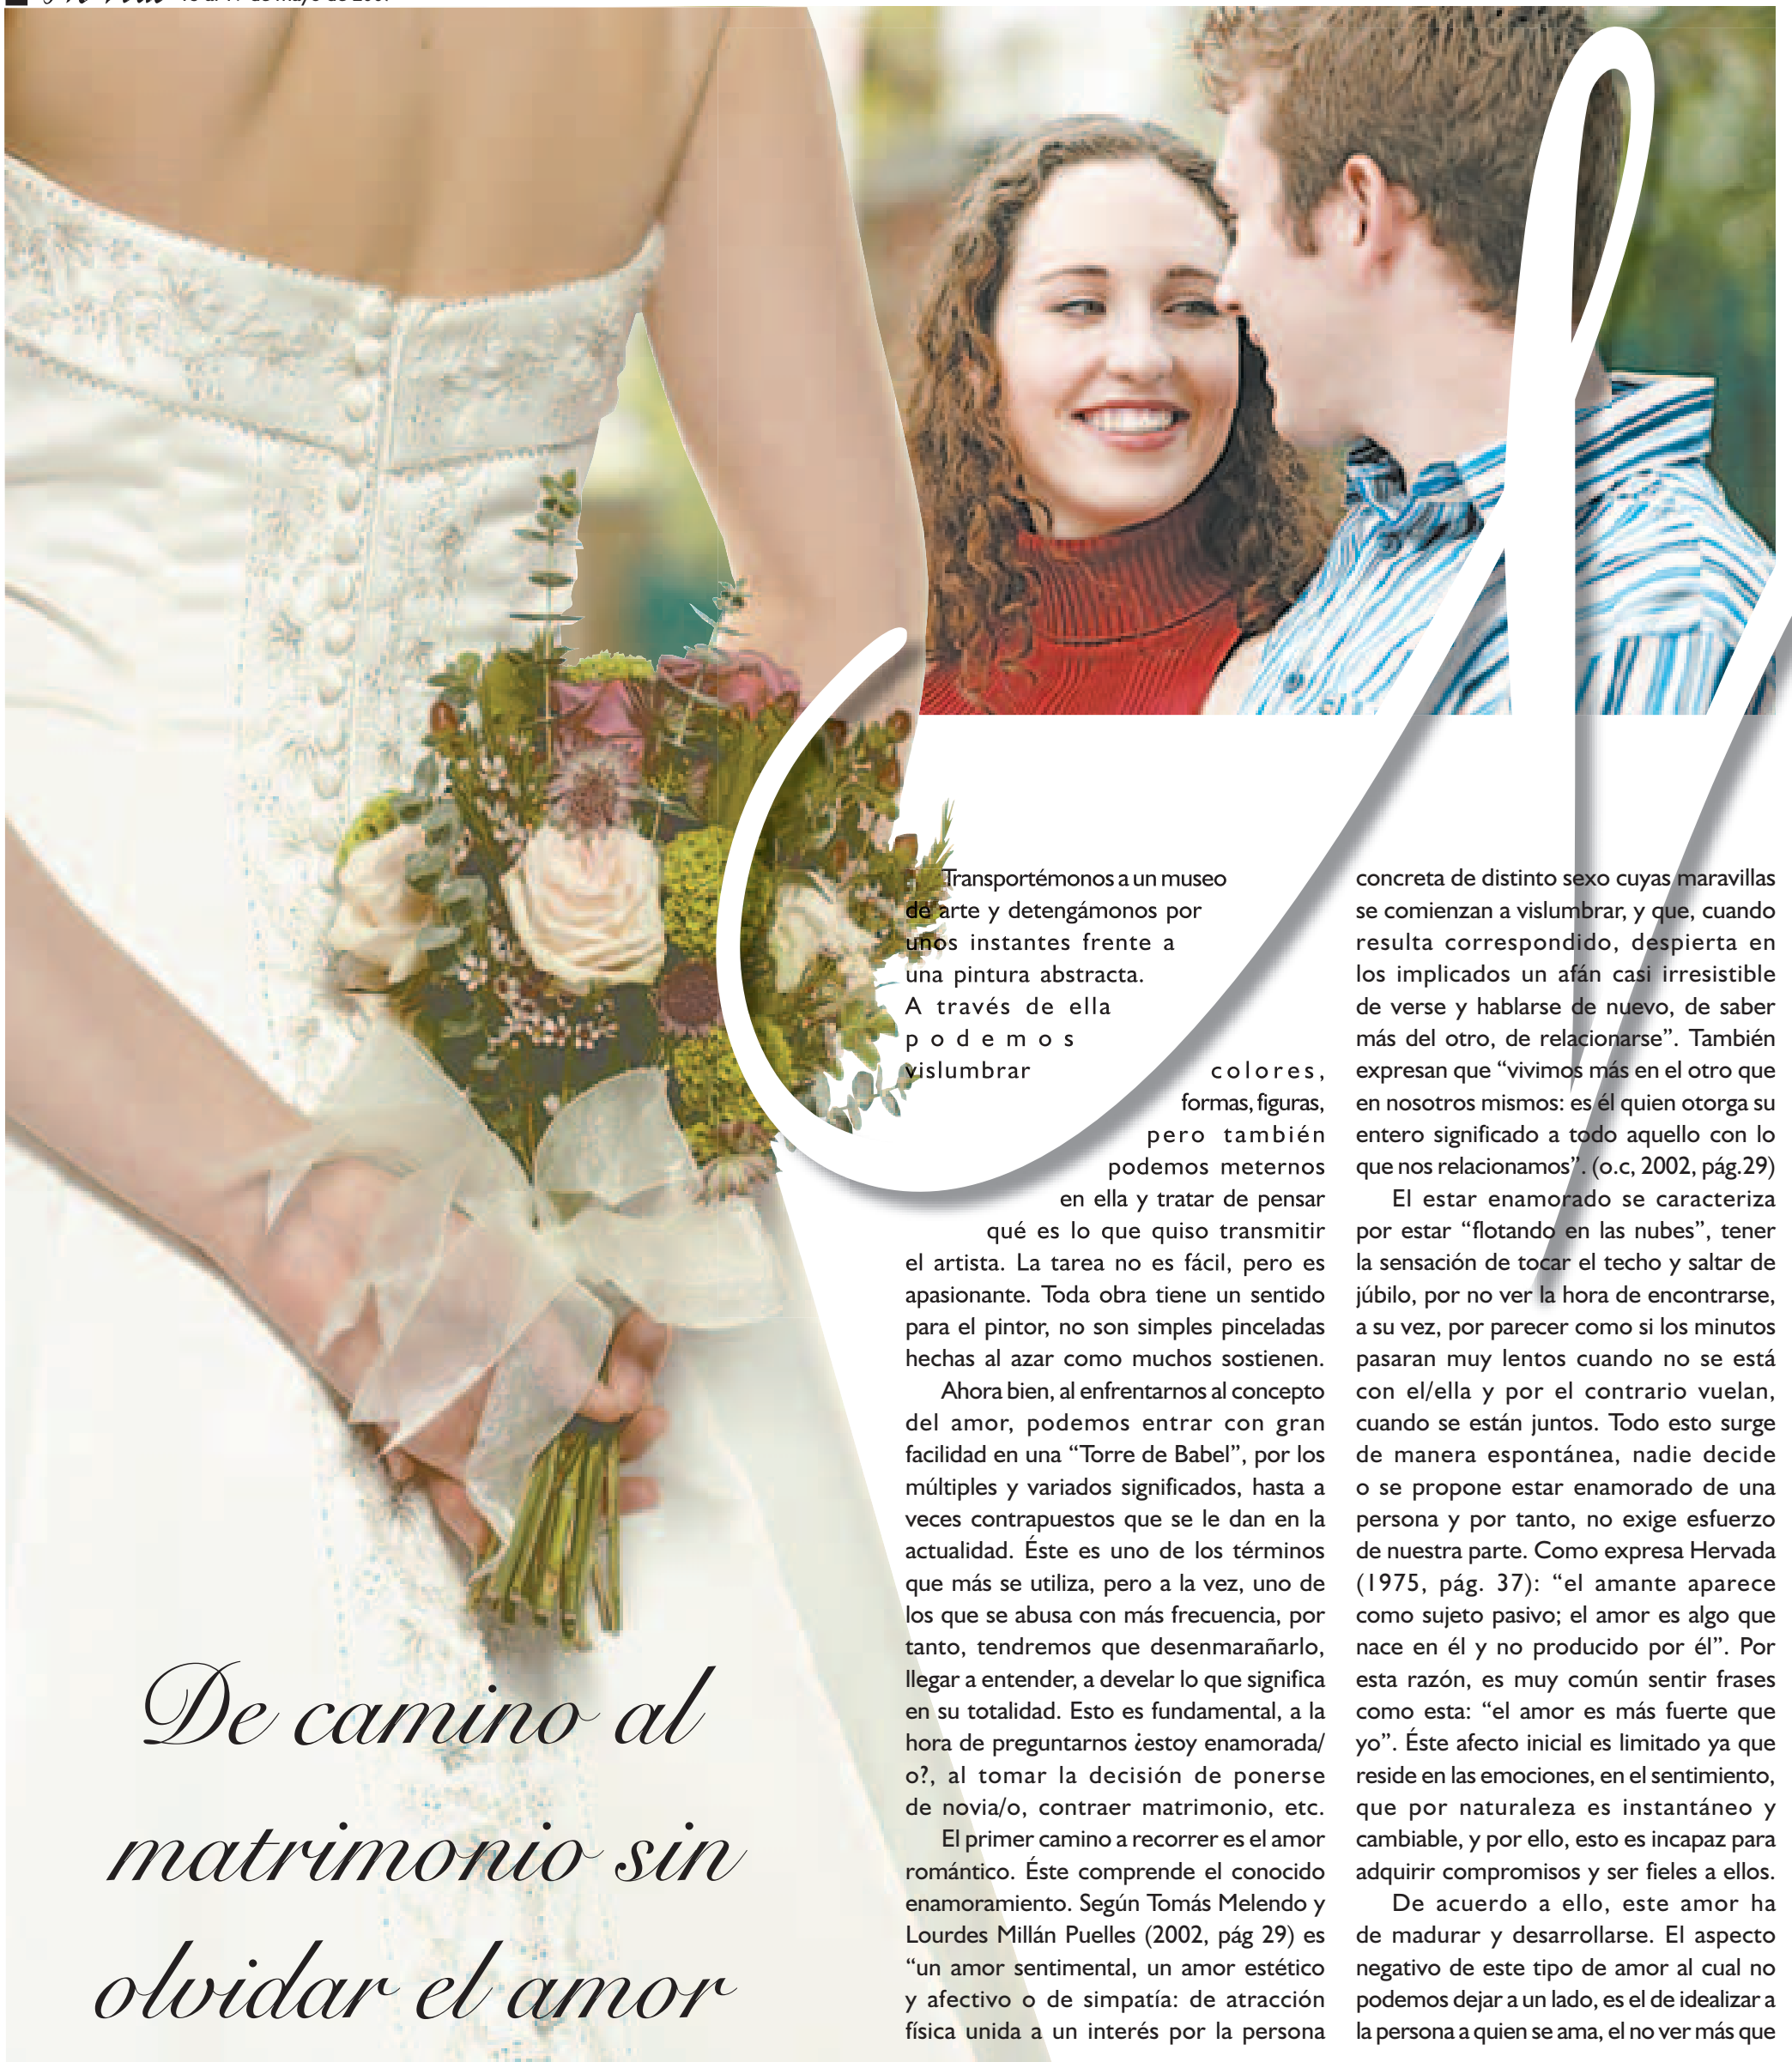 De camino al
matrimonio sin
olvidar el amor
Transportémonos a un museo
de arte y detengámonos por
unos instantes frente a
una pintura abstracta.
A través de ella
podemos
vislumbrar colores,
formas, figuras,
pero también
podemos meternos
en ella y tratar de pensar
qué es lo que quiso transmitir
el artista. La tarea no es fácil, pero es
apasionante. Toda obra tiene un sentido
para el pintor, no son simples pinceladas
hechas al azar como muchos sostienen.
Ahora bien, al enfrentarnos al concepto
del amor, podemos entrar con gran
facilidad en una “Torre de Babel”, por los
múltiples y variados significados, hasta a
veces contrapuestos que se le dan en la
actualidad. Éste es uno de los términos
que más se utiliza, pero a la vez, uno de
los que se abusa con más frecuencia, por
tanto, tendremos que desenmarañarlo,
llegar a entender, a develar lo que significa
en su totalidad. Esto es fundamental, a la
hora de preguntarnos ¿estoy enamorada/
o?, al tomar la decisión de ponerse
de novia/o, contraer matrimonio, etc.
El primer camino a recorrer es el amor
romántico. Éste comprende el conocido
enamoramiento. Según Tomás Melendo y
Lourdes Millán Puelles (2002, pág 29) es
“un amor sentimental, un amor estético
y afectivo o de simpatía: de atracción
física unida a un interés por la persona
concreta de distinto sexo cuyas maravillas
se comienzan a vislumbrar, y que, cuando
resulta correspondido, despierta en
los implicados un afán casi irresistible
de verse y hablarse de nuevo, de saber
más del otro, de relacionarse”. También
expresan que “vivimos más en el otro que
en nosotros mismos: es él quien otorga su
entero significado a todo aquello con lo
que nos relacionamos”. (o.c, 2002, pág.29)
El estar enamorado se caracteriza
por estar “flotando en las nubes”, tener
la sensación de tocar el techo y saltar de
júbilo, por no ver la hora de encontrarse,
a su vez, por parecer como si los minutos
pasaran muy lentos cuando no se está
con el/ella y por el contrario vuelan,
cuando se están juntos. Todo esto surge
de manera espontánea, nadie decide
o se propone estar enamorado de una
persona y por tanto, no exige esfuerzo
de nuestra parte. Como expresa Hervada
(1975, pág. 37): “el amante aparece
como sujeto pasivo; el amor es algo que
nace en él y no producido por él”. Por
esta razón, es muy común sentir frases
como esta: “el amor es más fuerte que
yo”. Éste afecto inicial es limitado ya que
reside en las emociones, en el sentimiento,
que por naturaleza es instantáneo y
cambiable, y por ello, esto es incapaz para
adquirir compromisos y ser fieles a ellos.
De acuerdo a ello, este amor ha
de madurar y desarrollarse. El aspecto
negativo de este tipo de amor al cual no
podemos dejar a un lado, es el de idealizar a
la persona a quien se ama, el no ver más que